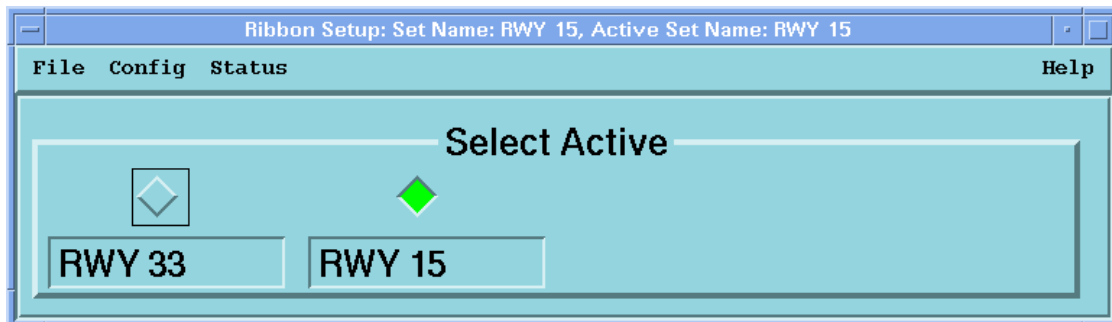 Ribbon Setup: Set Name: RWY 15, Active Set Name: RWY 15
File Config Status Help
Select Active
RWY 33 RWY 15